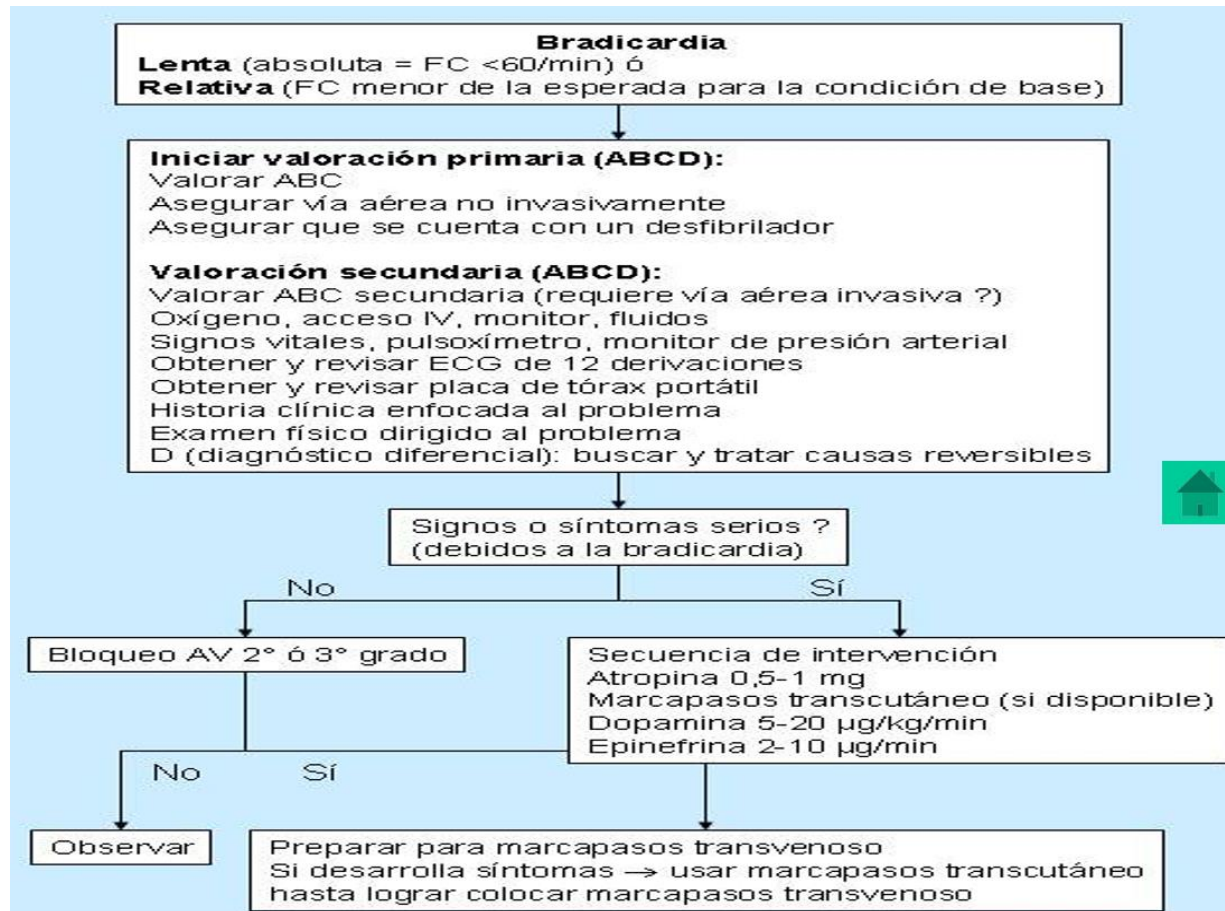 Bradicardia
Lenta (absoluta = FC <60/min) ó
Relativa (FC menor de la esperada para la condición de base)
Iniciar valoración primaria (ABCD):
Valorar ABC
Asegurar vía aérea no invasivamente
Asegurar que se cuenta con un desfibrilador
Valoración secundaria (ABCD):
Valorar ABC secundaria (requiere vía aérea invasiva ?)
Oxígeno, acceso IV, monitor, fluidos
Signos vitales, pulsoxímetro, monitor de presión arterial
Obtener y revisar ECG de 12 derivaciones
Obtener y revisar placa de tórax portátil
Historia clínica enfocada al problema
Examen físico dirigido al problema
D (diagnóstico diferencial): buscar y tratar causas reversibles
Signos o síntomas serios ?
(debidos a la bradicardia)
No
Sí
Bloqueo AV 2° ó 3° grado
Secuencia de intervención
Atropina 0,5-1 mg
Marcapasos transcutáneo (si disponible)
Dopamina 5-20 µg/kg/min
Epinefrina 2-10 µg/min
No
Sí
Observar
Preparar para marcapasos transvenoso
Si desarrolla síntomas → usar marcapasos transcutáneo
hasta lograr colocar marcapasos transvenoso